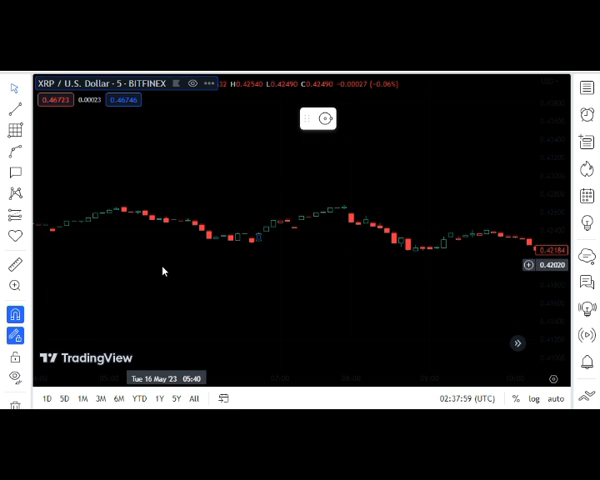 XRP / U.S. Dollar · 5 · BITFINEX H0.42540 L0.42490 C0.42490 -0.00027 (-0.06%)
0.46723 0.00023 0.46746
0.42184
0.42020
TradingView
Tue 16 May '23 05:40
1D 5D 1M 3M 6M YTD 1Y 5Y All 02:37:59 (UTC) % log auto